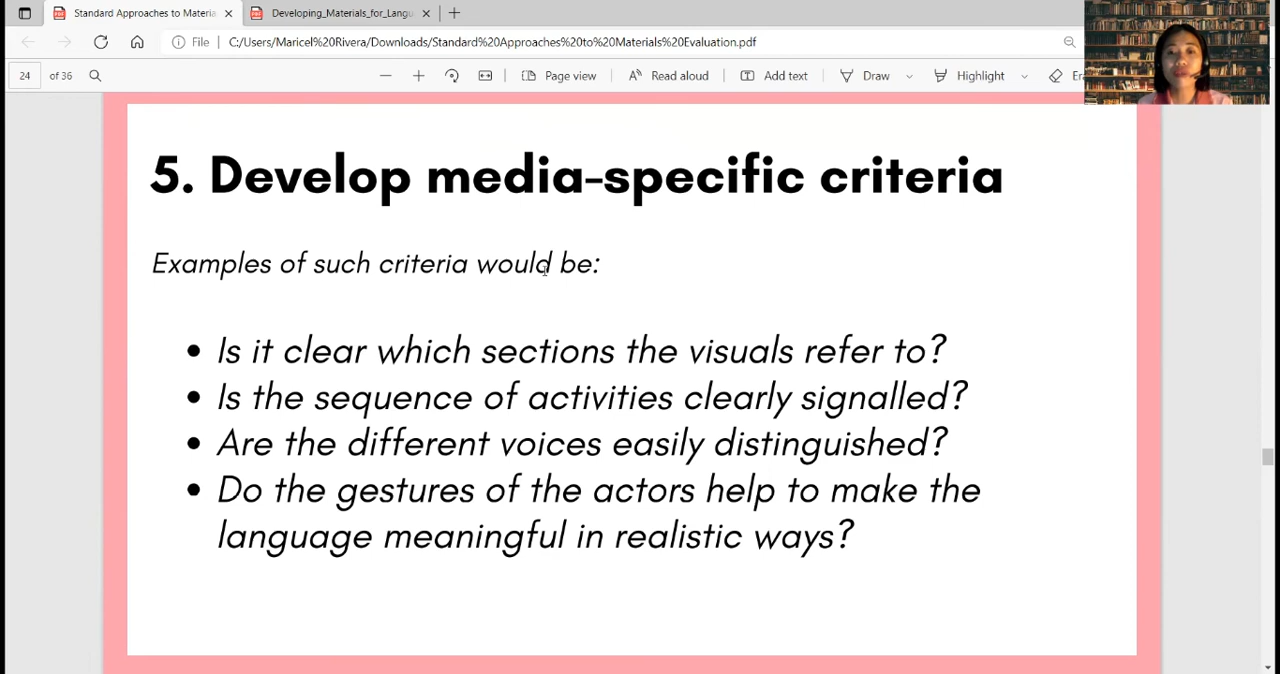 Standard Approaches to Materia
Developing_Materials_for_Langu
File
C:/Users/Maricel%20Rivera/Downloads/Standard%20Approaches%20to%20Materials%20Evaluation.pdf
24 of 36
Page view
Read aloud
Add text
Draw
Highlight
Er
5. Develop media-specific criteria
Examples of such criteria would be:
• Is it clear which sections the visuals refer to?
• Is the sequence of activities clearly signalled?
• Are the different voices easily distinguished?
• Do the gestures of the actors help to make the
language meaningful in realistic ways?